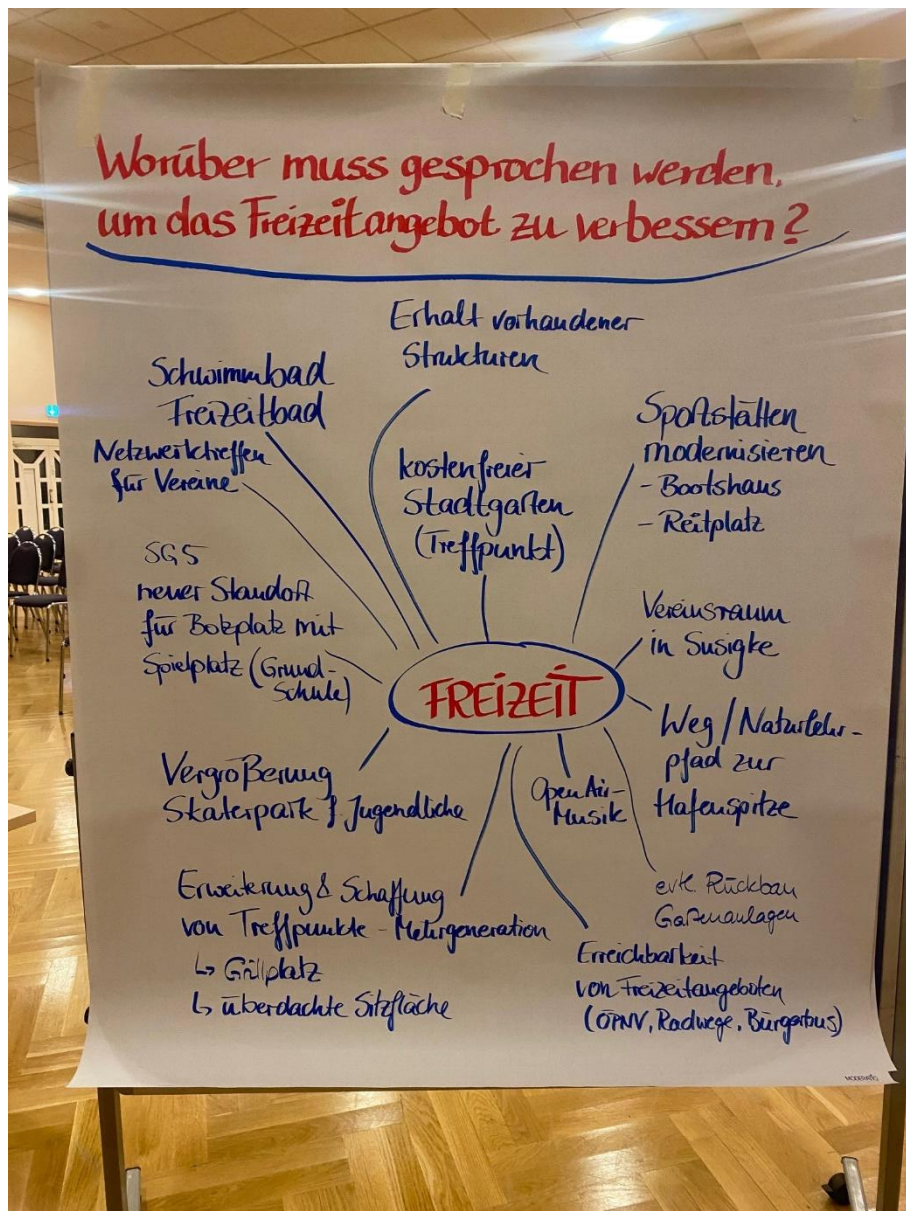 Worüber muss gesprochen werden,
um das Freizeitangebot zu verbessern?
Erhalt vorhandener
Strukturen
Schwimmbad
Freizeitbad
Netzwerktreffen
für Vereine
kostenfreier
Stadtgarten
(Treffpunkt)
Sportstätten
modernisieren
- Bootshaus
- Reitplatz
SGS
neuer Standort
für Bolzplatz mit
Spielplatz (Grund-
schule)
Vereinsraum
in Susigke
FREIZEIT
Weg/Naturlehr-
pfad zur
Hafenspitze
Vergrößerung
Skaterpark } Jugendliche
Open Air-
Musik
Erweiterung & Schaffung
von Treffpunkte - Mehrgeneration
↳ Grillplatz
↳ überdachte Sitzfläche
evtl. Rückbau
Gartenanlagen
Erreichbarkeit
von Freizeitangeboten
(ÖPNV, Radwege, Bürgerbus)